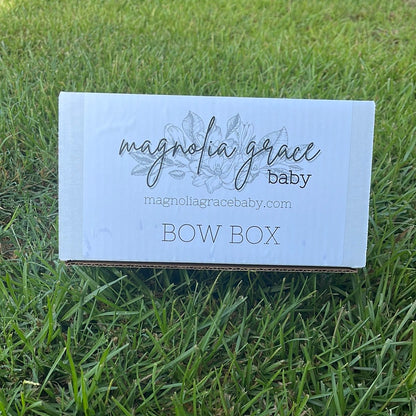 magnolia grace
baby
magnoliagracebaby.com
BOW BOX